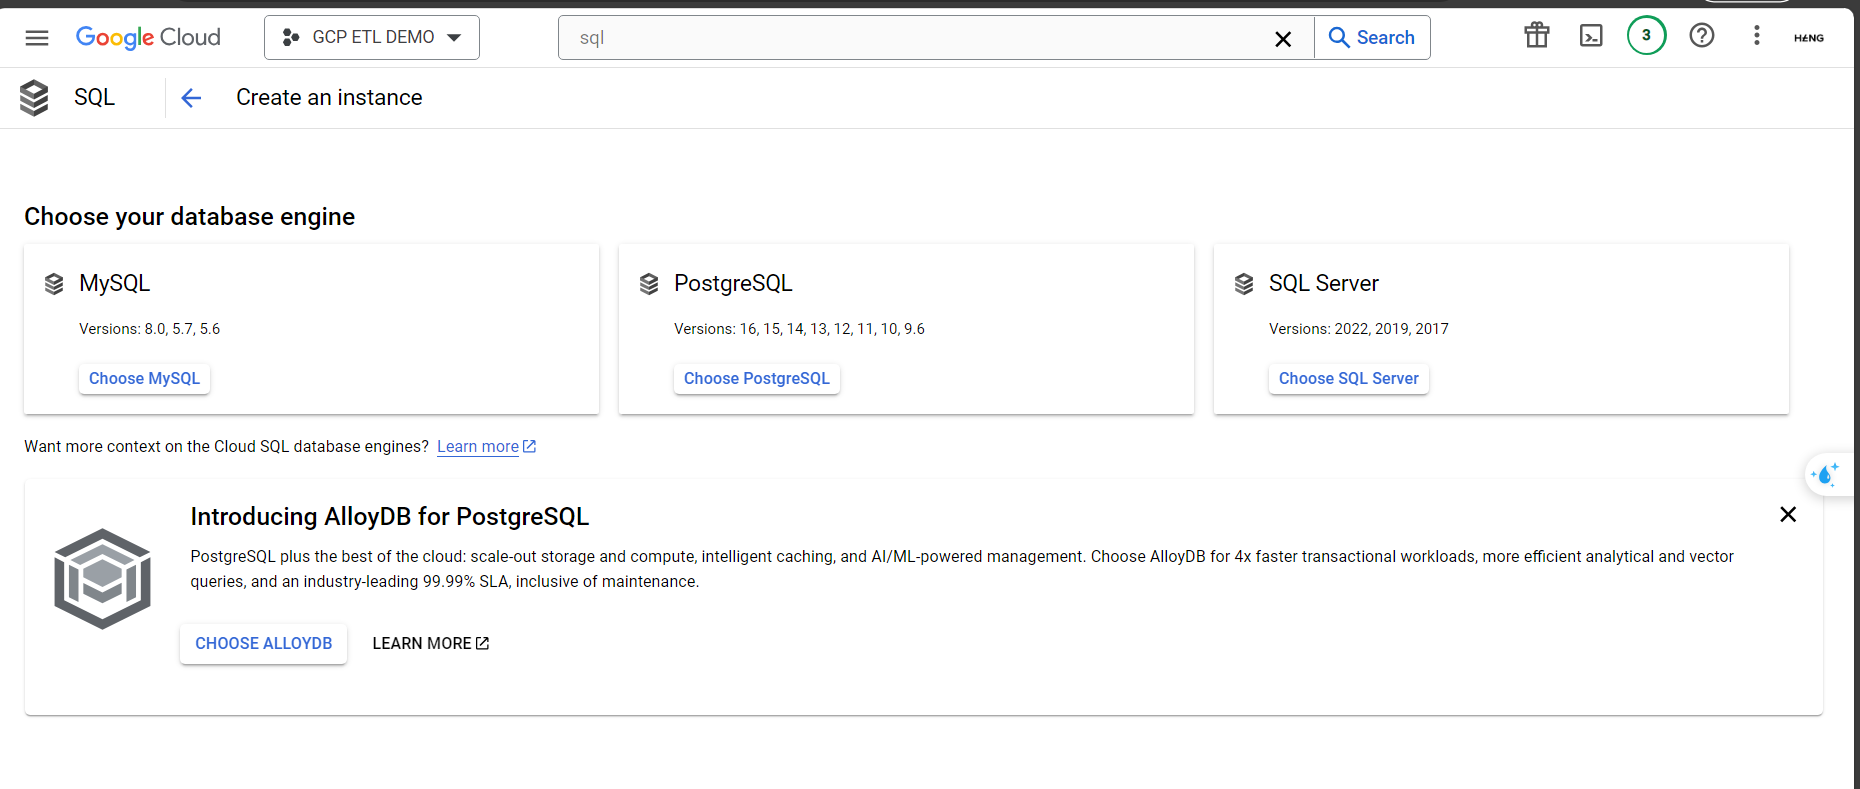 Google Cloud
GCP ETL DEMO
sql
Search
3
HENG
SQL
Create an instance
Choose your database engine
MySQL
Versions: 8.0, 5.7, 5.6
Choose MySQL
PostgreSQL
Versions: 16, 15, 14, 13, 12, 11, 10, 9.6
Choose PostgreSQL
SQL Server
Versions: 2022, 2019, 2017
Choose SQL Server
Want more context on the Cloud SQL database engines? Learn more
Introducing AlloyDB for PostgreSQL
PostgreSQL plus the best of the cloud: scale-out storage and compute, intelligent caching, and AI/ML-powered management. Choose AlloyDB for 4x faster transactional workloads, more efficient analytical and vector
queries, and an industry-leading 99.99% SLA, inclusive of maintenance.
CHOOSE ALLOYDB
LEARN MORE